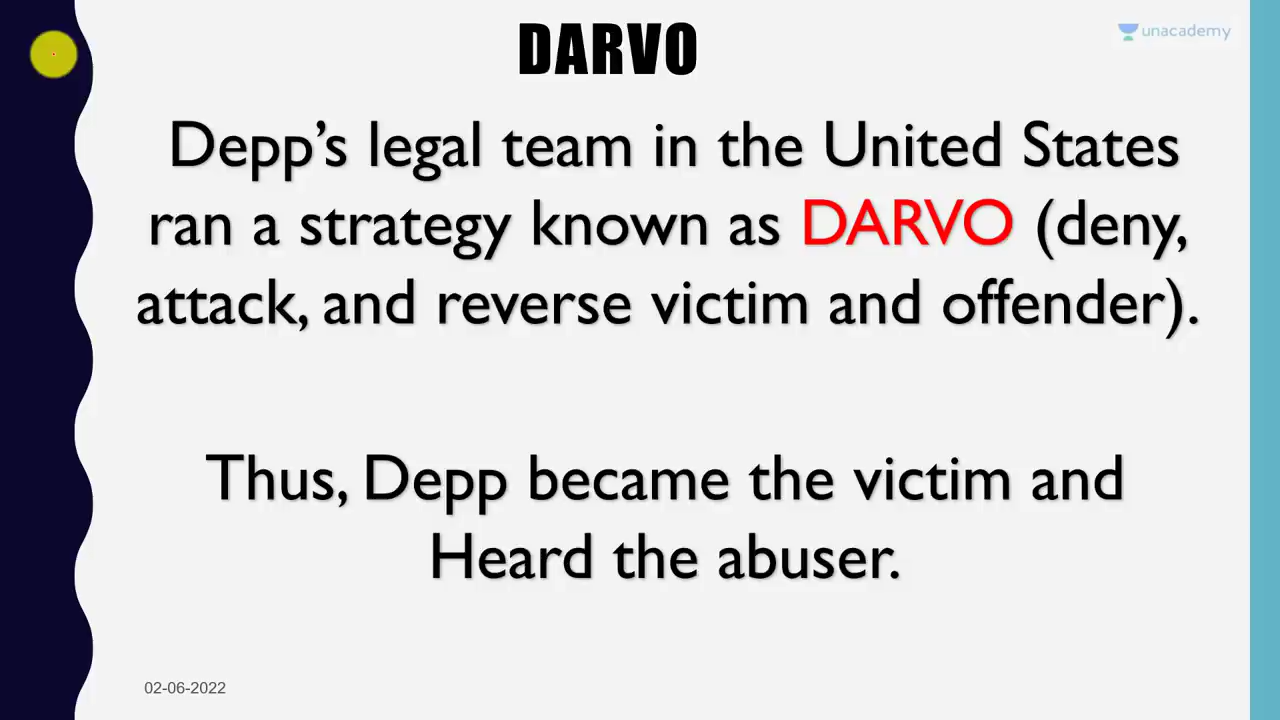 DARVO
unacademy
Depp’s legal team in the United States
ran a strategy known as DARVO (deny,
attack, and reverse victim and offender).
Thus, Depp became the victim and
Heard the abuser.
02-06-2022